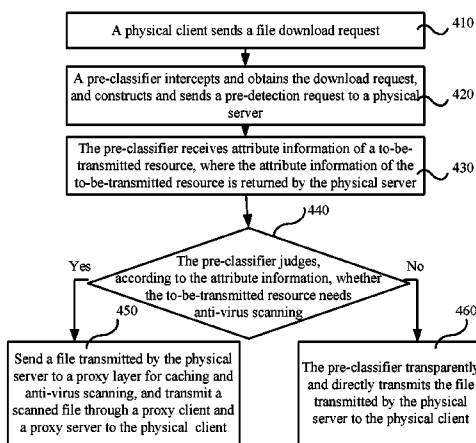 A physical client sends a file download request
410
A pre-classifier intercepts and obtains the download request,
and constructs and sends a pre-detection request to a physical
server
420
The pre-classifier receives attribute information of a to-be-
transmitted resource, where the attribute information of the
to-be-transmitted resource is returned by the physical server
430
440
The pre-classifier judges,
according to the attribute information, whether
the to-be-transmitted resource needs
anti-virus scanning
Yes
No
450
Send a file transmitted by the physical
server to a proxy layer for caching and
anti-virus scanning, and transmit a
scanned file through a proxy client and
a proxy server to the physical client
460
The pre-classifier transparently
and directly transmits the file
transmitted by the physical
server to the physical client